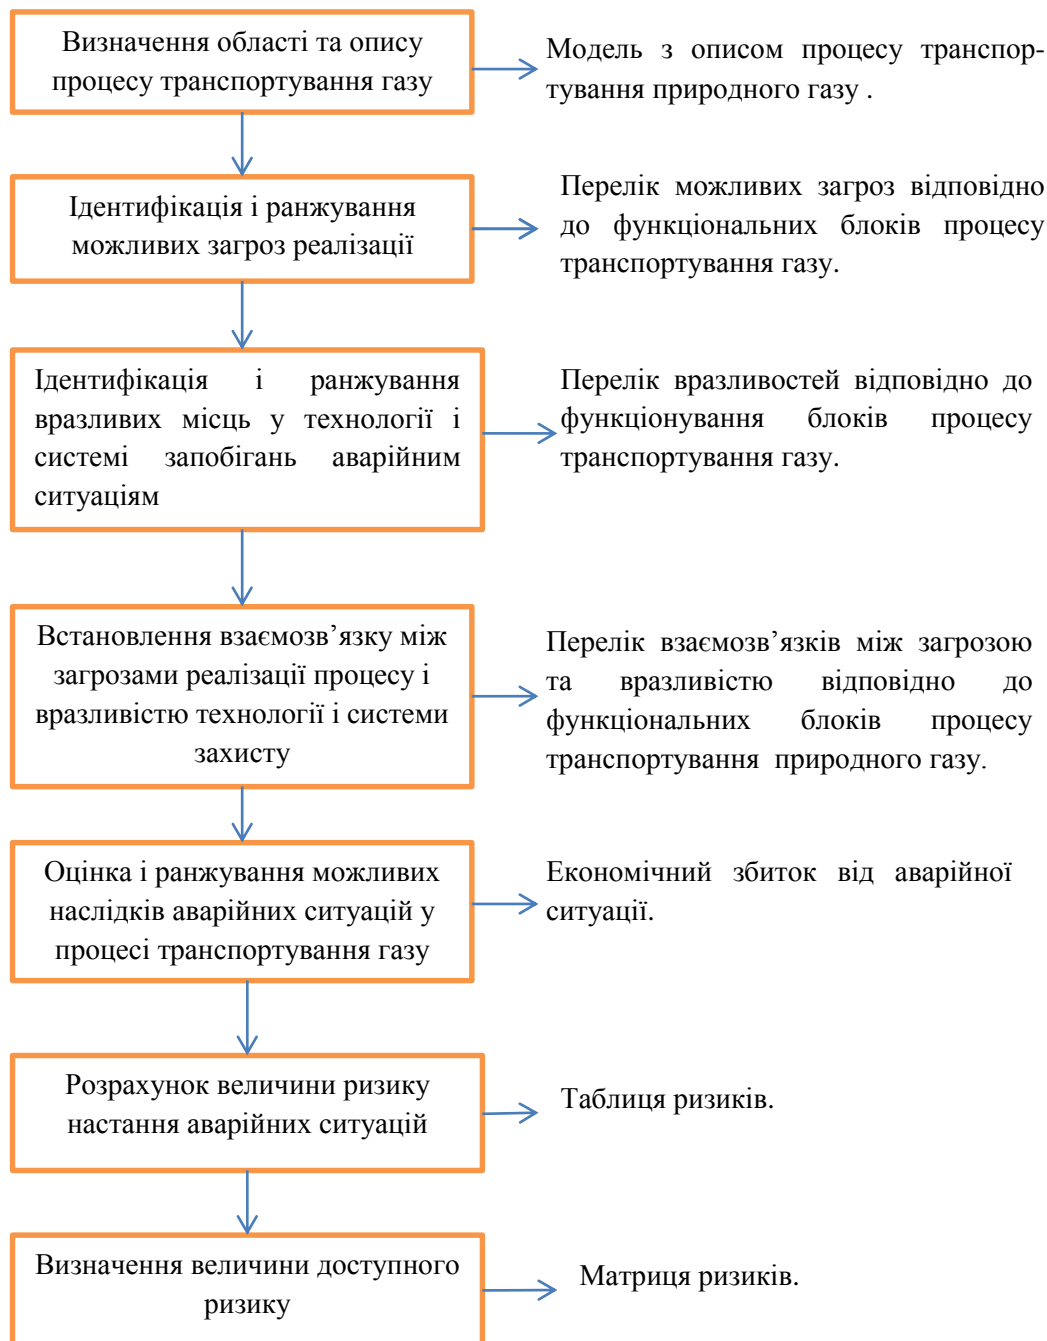 Визначення області та опису
процесу транспортування газу
Модель з описом процесу транспор-
тування природного газу .
Ідентифікація і ранжування
можливих загроз реалізації
Перелік можливих загроз відповідно
до функціональних блоків процесу
транспортування газу.
Ідентифікація і ранжування
вразливих місць у технології і
системі запобігань аварійним
ситуаціям
Перелік вразливостей відповідно до
функціонування блоків процесу
транспортування газу.
Встановлення взаємозв’язку між
загрозами реалізації процесу і
вразливістю технології і системи
захисту
Перелік взаємозв’язків між загрозою
та вразливістю відповідно до
функціональних блоків процесу
транспортування природного газу.
Оцінка і ранжування можливих
наслідків аварійних ситуацій у
процесі транспортування газу
Економічний збиток від аварійної
ситуації.
Розрахунок величини ризику
настання аварійних ситуацій
Таблиця ризиків.
Визначення величини доступного
ризику
Матриця ризиків.